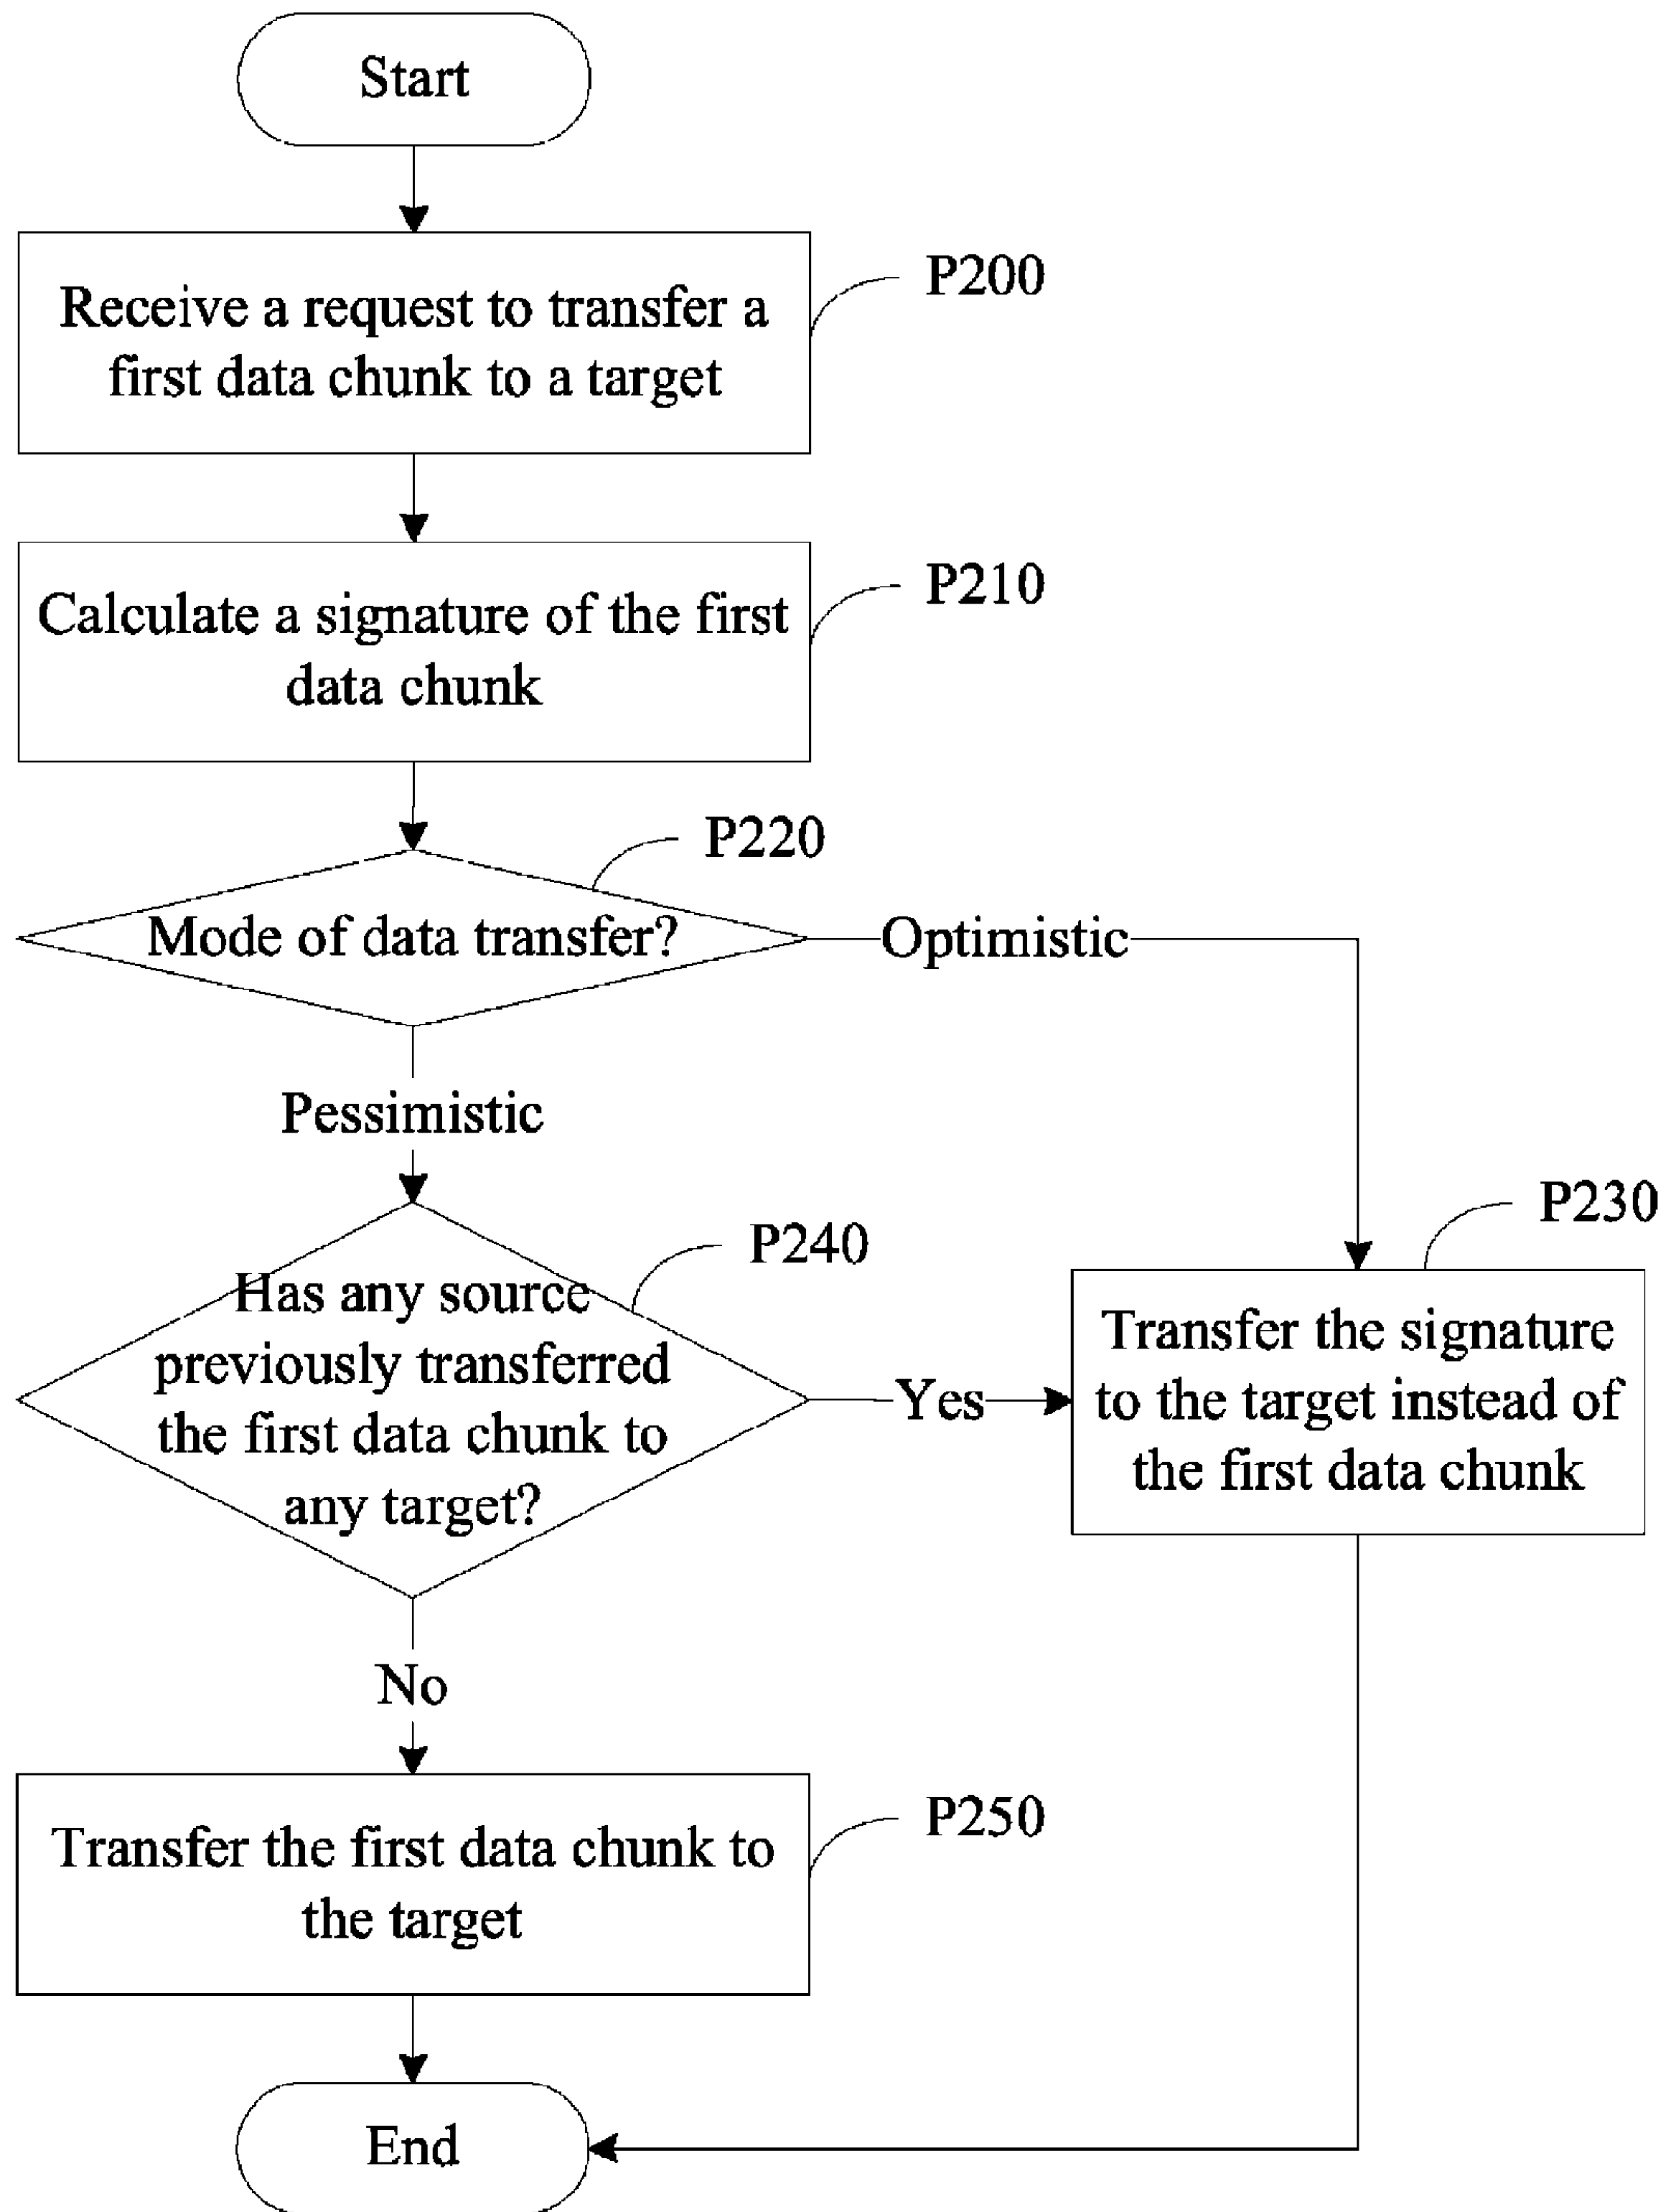 Start
Receive a request to transfer a
first data chunk to a target
P200
Calculate a signature of the first
data chunk
P210
P220
Mode of data transfer?
Optimistic
Pessimistic
P240
Has any source
previously transferred
the first data chunk to
any target?
Yes
P230
Transfer the signature
to the target instead of
the first data chunk
No
Transfer the first data chunk to
the target
P250
End